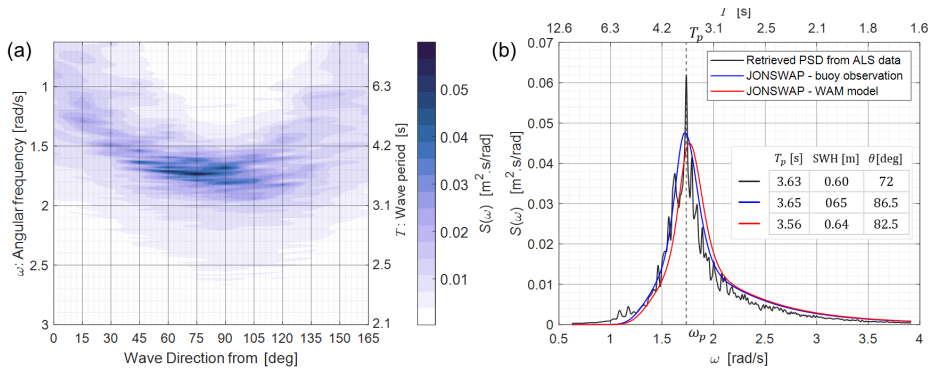 (a)
1.0
1.5
2.0
2.5
3
ω: Angular frequency [rad/s]
0 15 30 45 60 75 90 105 120 135 165
Wave Direction from [deg]
6.3
4.2
3.1
2.5
2.1
T: Wave period [s]
0.05
0.04
0.03
0.02
0.01
S(ω) [m².s/rad]
(b)
[s]
12.6 6.3 4.2 3.1 2.5 2.1 1.8 1.6
Tp
0.07
0.06
0.05
0.04
0.03
0.02
0.01
0
S(ω) [m².s/rad]
Retrieved PSD from ALS data
JONSWAP - buoy observation
JONSWAP - WAM model
Tp [s] SWH [m] θ[deg]
3.63 0.60 72
3.65 065 86.5
3.56 0.64 82.5
0.5 1 1.5 ωp 2 2.5 3 3.5 4
ω [rad/s]